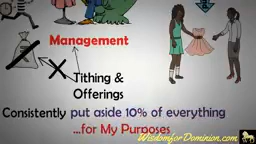 Management
Tithing &
Offerings
Consistently put aside 10% of everything
...for My Purposes
WisdomforDominion.com